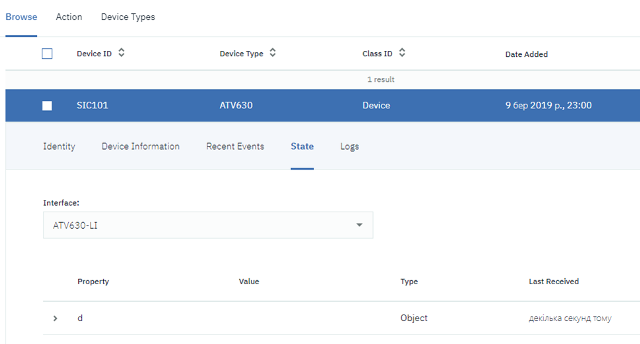 Browse Action Device Types
Device ID Device Type Class ID Date Added
1 result
SIC101 ATV630 Device 9 бер 2019 р., 23:00
Identity Device Information Recent Events State Logs
Interface:
ATV630-LI
Property Value Type Last Received
d Object декілька секунд тому